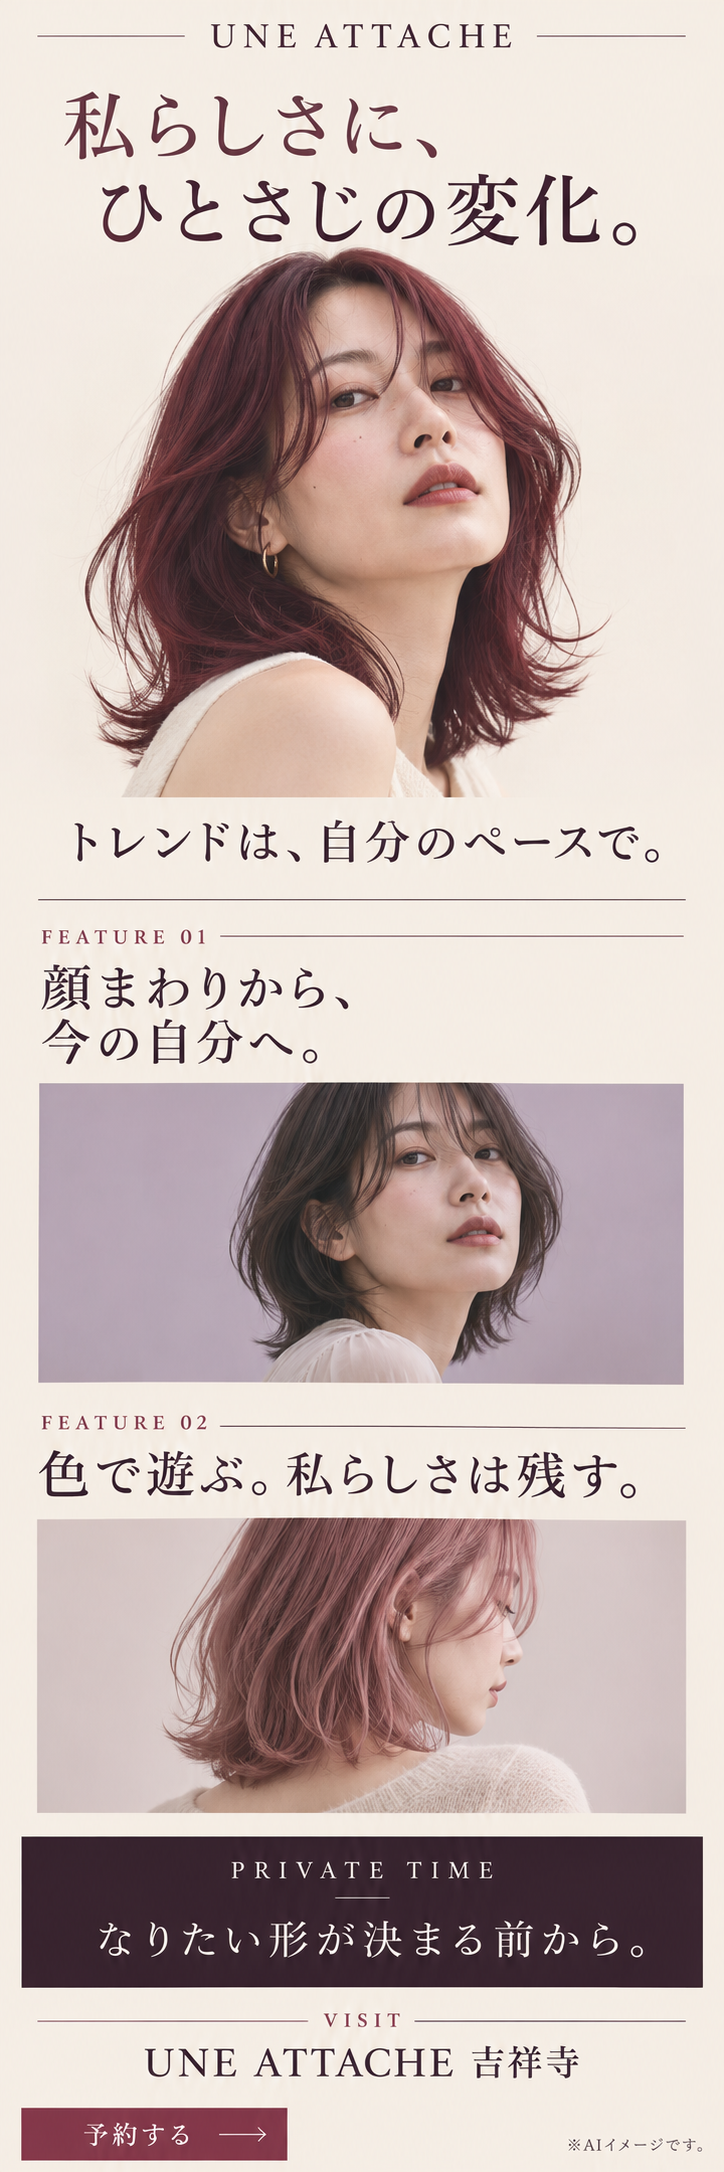 UNE ATTACHE
私らしさに、
ひとさじの変化。
トレンドは、自分のペースで。
FEATURE 01
顔まわりから、
今の自分へ。
FEATURE 02
色で遊ぶ。私らしさは残す。
PRIVATE TIME
なりたい形が決まる前から。
VISIT
UNE ATTACHE 吉祥寺
予約する →
※AIイメージです。